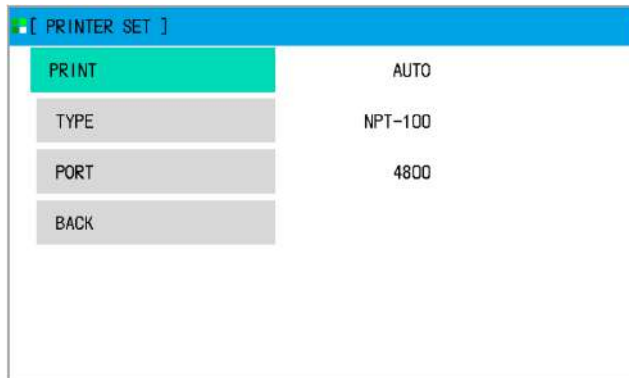 [ PRINTER SET ]
PRINT AUTO
TYPE NPT-100
PORT 4800
BACK